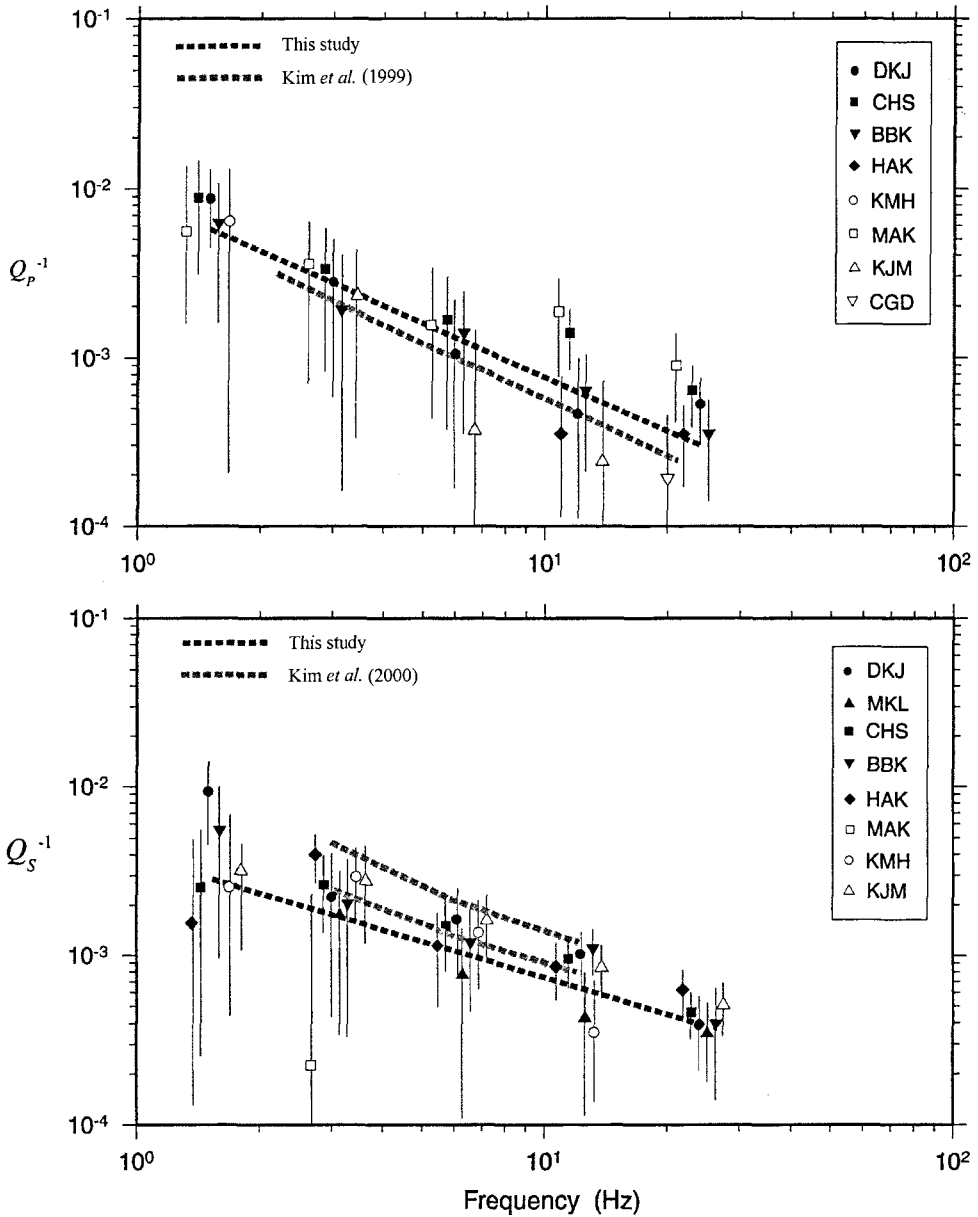 10⁻¹
This study
Kim et al. (1999)
DKJ
CHS
BBK
HAK
KMH
MAK
KJM
CGD
10⁻²
Q_P⁻¹
10⁻³
10⁻⁴
10⁰
10¹
10²
10⁻¹
This study
Kim et al. (2000)
DKJ
MKL
CHS
BBK
HAK
MAK
KMH
KJM
10⁻²
Q_S⁻¹
10⁻³
10⁻⁴
10⁰
10¹
10²
Frequency (Hz)